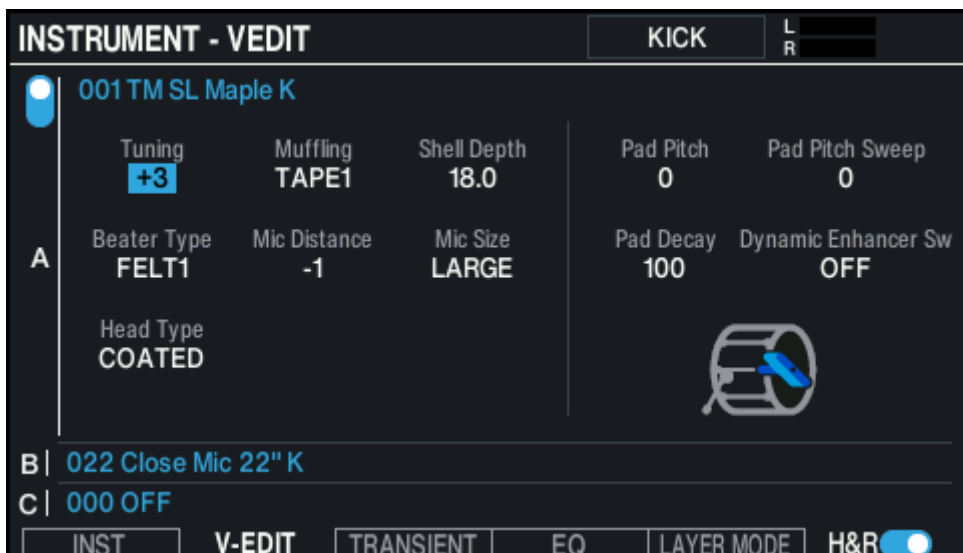 INSTRUMENT - VEDIT KICK L
R
001 TM SL Maple K
Tuning Muffling Shell Depth Pad Pitch Pad Pitch Sweep
+3 TAPE1 18.0 0 0
Beater Type Mic Distance Mic Size Pad Decay Dynamic Enhancer Sw
A FELT1 -1 LARGE 100 OFF
Head Type
COATED
B 022 Close Mic 22" K
C 000 OFF
INST V-EDIT TRANSIENT EQ LAYER MODE H&R